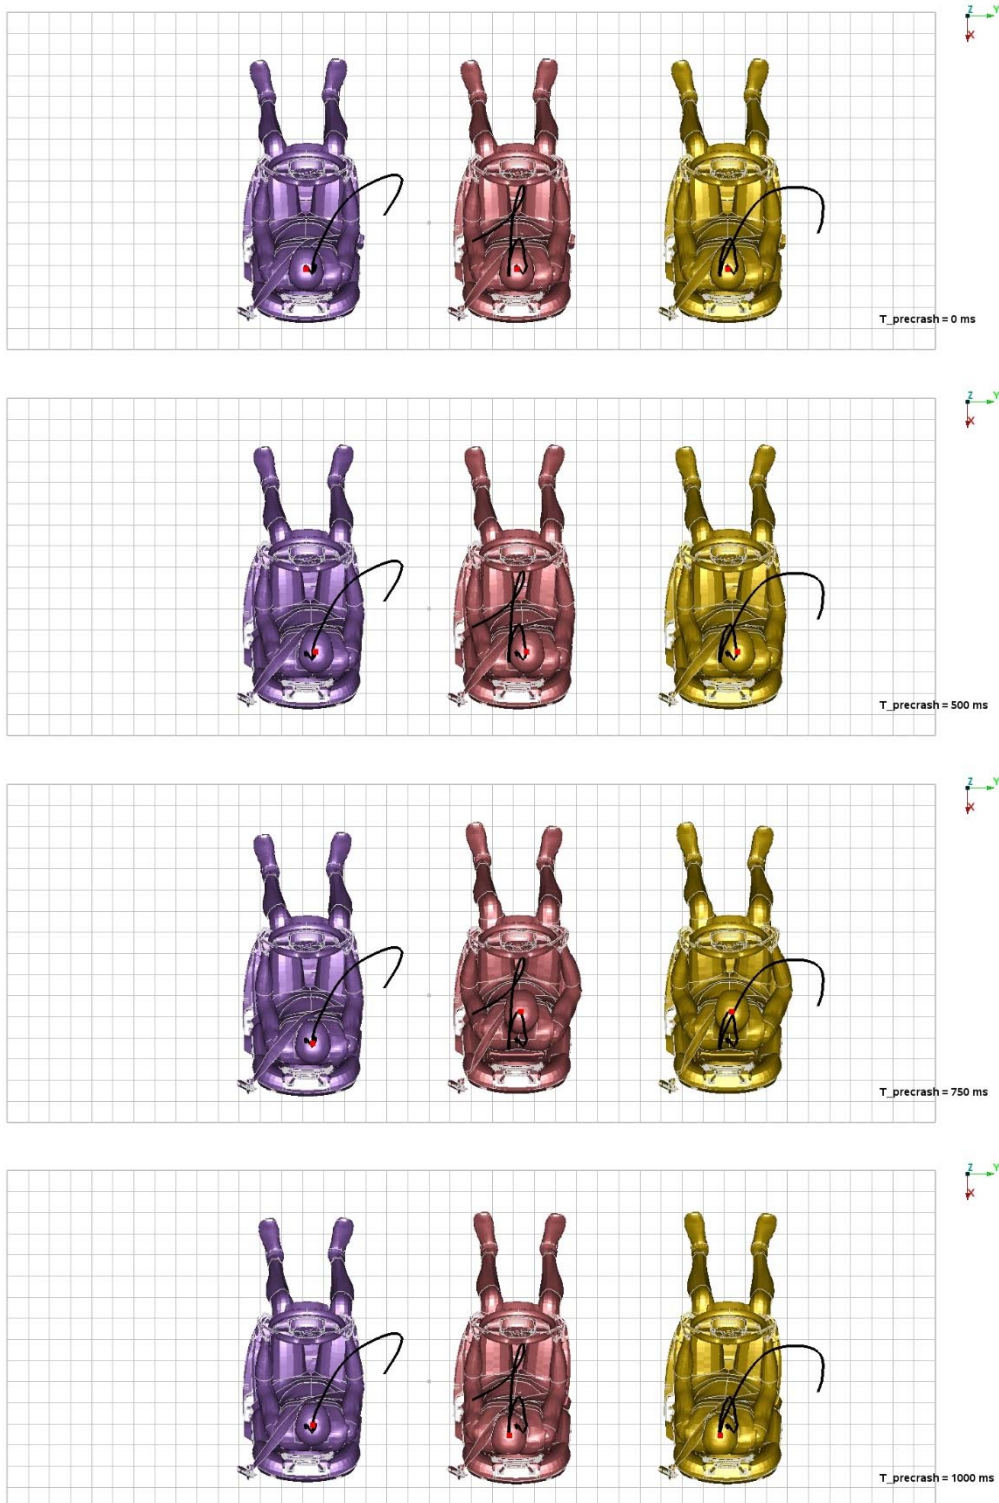 Z
Y
X
T_precrash = 0 ms
Z
Y
X
T_precrash = 500 ms
Z
Y
X
T_precrash = 750 ms
Z
Y
X
T_precrash = 1000 ms